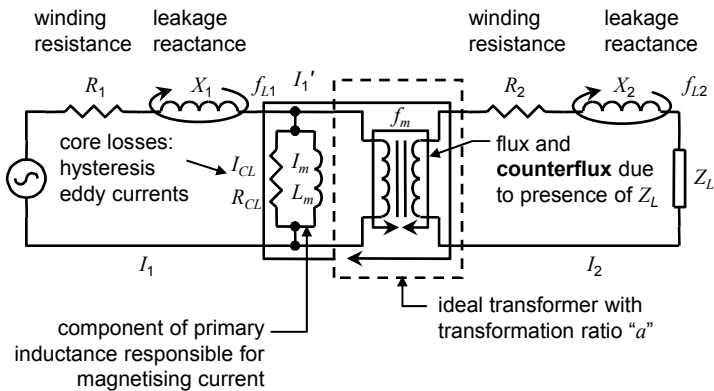 winding
resistance
leakage
reactance
winding
resistance
leakage
reactance
R1
X1
fL1
I1'
R2
X2
fL2
core losses:
hysteresis
eddy currents
ICL
RCL
Im
Lm
fm
flux and
counterflux due
to presence of ZL
ZL
I1
I2
component of primary
inductance responsible for
magnetising current
ideal transformer with
transformation ratio “a”